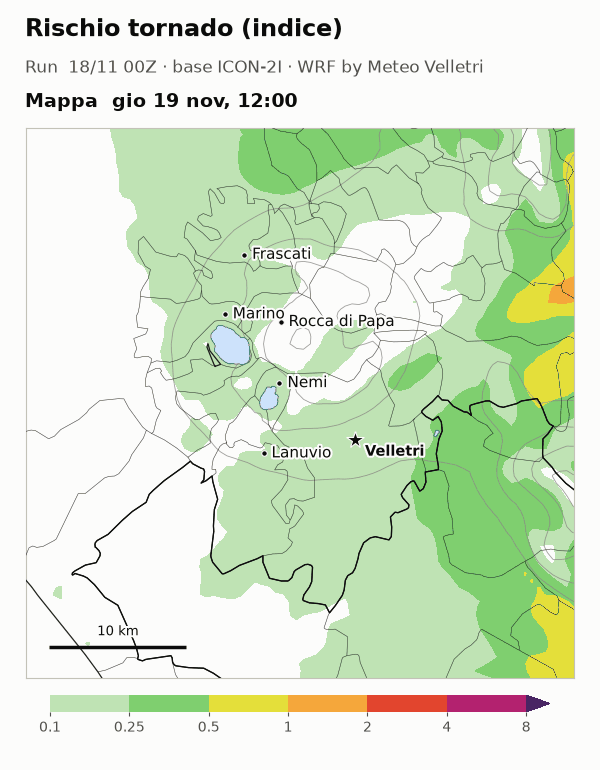 Rischio tornado (indice)
Run  18/11 00Z · base ICON-2I · WRF by Meteo Velletri
Mappa  gio 19 nov, 12:00
Frascati
Marino
Rocca di Papa
Nemi
Velletri
Lanuvio
10 km
0.1 0.25 0.5 1 2 4 8